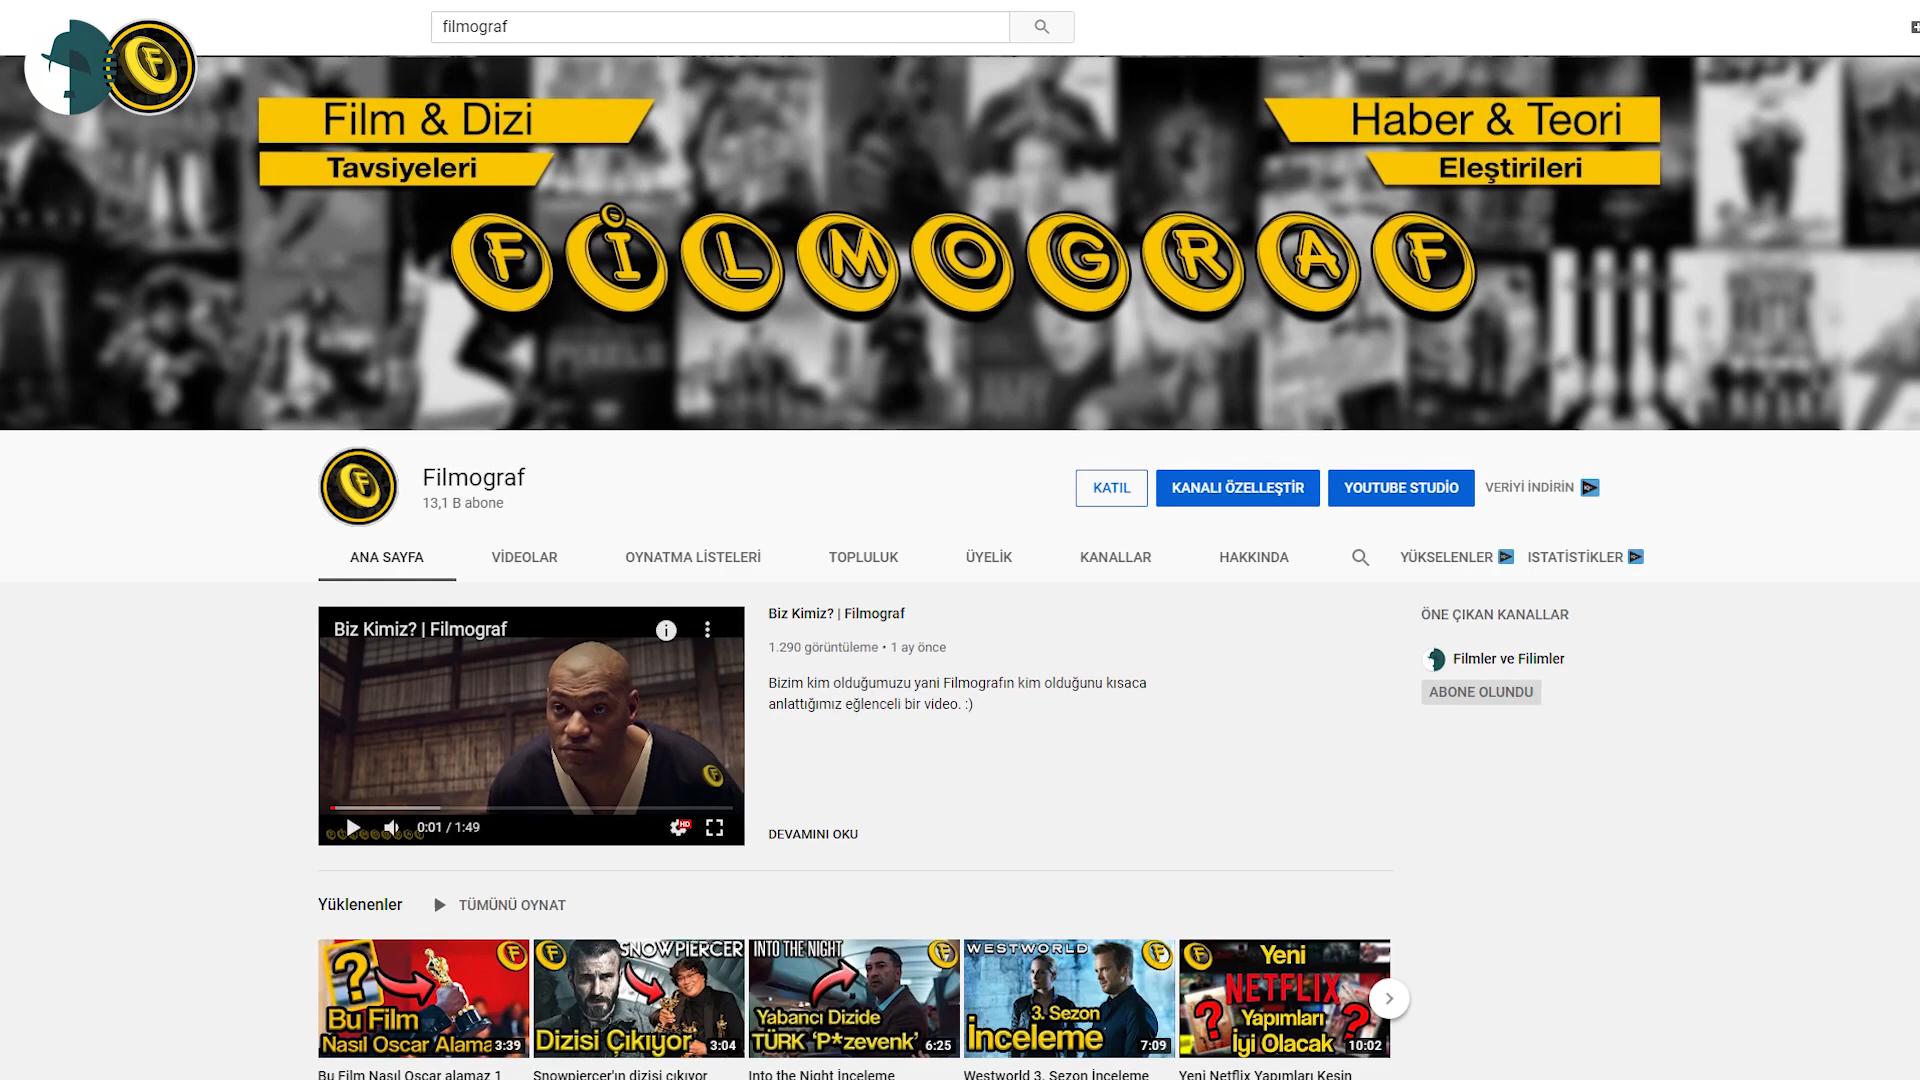 filmograf
Film & Dizi
Tavsiyeleri
Haber & Teori
Eleştirileri
FİLMOGRAF
Filmograf
13,1 B abone
KATIL
KANALI ÖZELLEŞTİR
YOUTUBE STUDİO
VERİYİ İNDİRİN
ANA SAYFA
VİDEOLAR
OYNATMA LİSTELERİ
TOPLULUK
ÜYELİK
KANALLAR
HAKKINDA
YÜKSELENLER
ISTATİSTİKLER
Biz Kimiz? | Filmograf
0:01 / 1:49
HD
Biz Kimiz? | Filmograf
1.290 görüntüleme • 1 ay önce
Bizim kim olduğumuzu yani Filmografın kim olduğunu kısaca
anlattığımız eğlenceli bir video. :)
DEVAMINI OKU
ÖNE ÇIKAN KANALLAR
Filmler ve Filimler
ABONE OLUNDU
Yüklenenler
TÜMÜNÜ OYNAT
Bu Film
Nasıl Oscar Alama
3:39
SNOWPIERCER
Dizisi Çıkıyor
3:04
INTO THE NIGHT
Yabancı Dizide
TÜRK 'P*zevenk'
6:25
WESTWORLD
3. Sezon
İnceleme
7:09
Yeni
NETFLIX
Yapımları
İyi Olacak
10:02
Bu Film Nasıl Oscar alamaz 1
Snowpiercer'ın dizisi çıkıyor
Into the Night İnceleme
Westworld 3. Sezon İnceleme
Yeni Netflix Yapımları Kesin